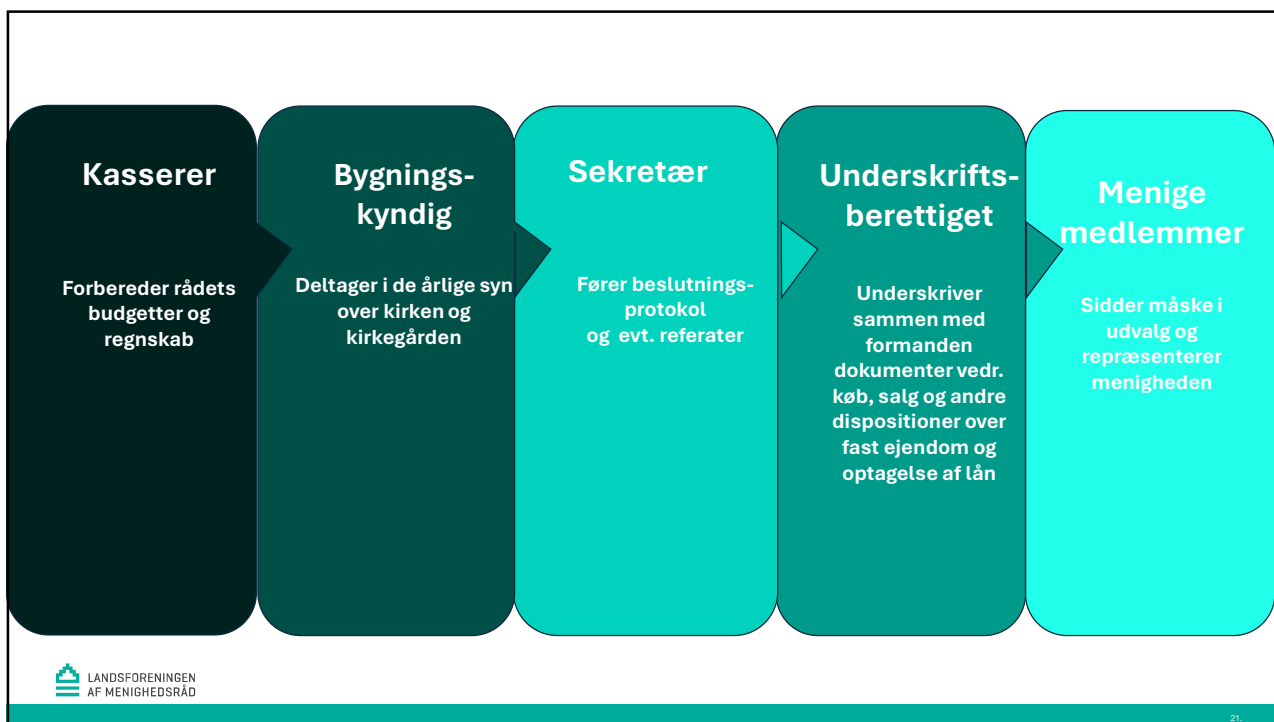 Kasserer
Forbereder rådets
budgetter og
regnskab
Bygnings-
kyndig
Deltager i de årlige syn
over kirken og
kirkegården
Sekretær
Fører beslutnings-
protokol
og evt. referater
Underskrifts-
berettiget
Underskriver
sammen med
formanden
dokumenter vedr.
køb, salg og andre
dispositioner over
fast ejendom og
optagelse af lån
Menige
medlemmer
Sidder måske i
udvalg og
repræsenterer
menigheden
LANDSFORENINGEN
AF MENIGHEDSRÅD
21.